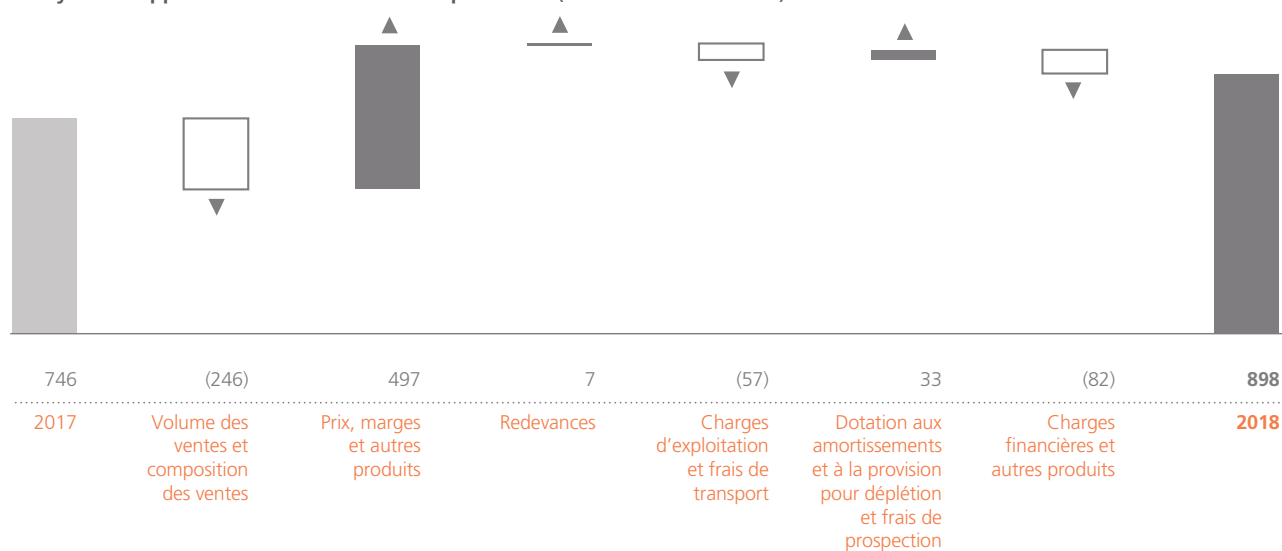 746 (246) 497 7 (57) 33 (82) 898
2017
Volume des
ventes et
composition
des ventes
Prix, marges
et autres
produits
Redevances
Charges
d'exploitation
et frais de
transport
Dotation aux
amortissements
et à la provision
pour déplétion
et frais de
prospection
Charges
financières et
autres produits
2018